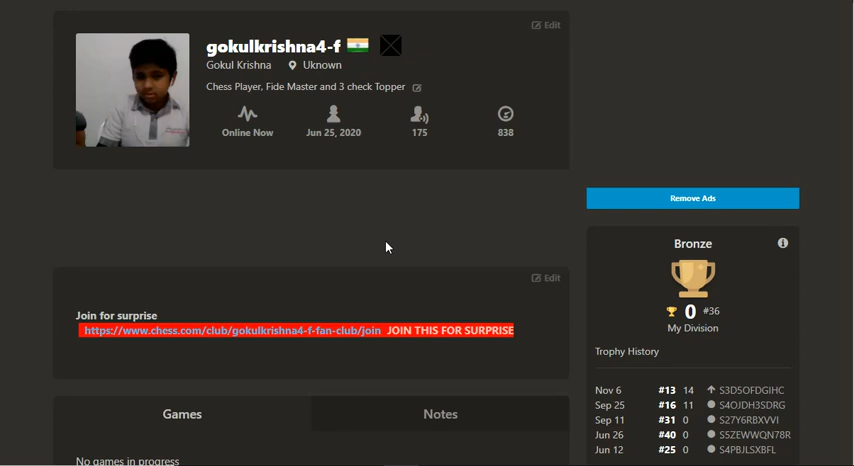 Edit
gokulkrishna4-f
Gokul Krishna Uknown
Chess Player, Fide Master and 3 check Topper
Online Now Jun 25, 2020 175 838
Remove Ads
Bronze
0 #36
My Division
Trophy History
Nov 6 #13 14 S3D5OFDGIHC
Sep 25 #16 11 S4OJDH3SDRG
Sep 11 #31 0 S27Y6RBXVVI
Jun 26 #40 0 S5ZEWWQN78R
Jun 12 #25 0 S4PBJLSXBFL
Edit
Join for surprise
https://www.chess.com/club/gokulkrishna4-f-fan-club/join JOIN THIS FOR SURPRISE
Games Notes
No games in progress